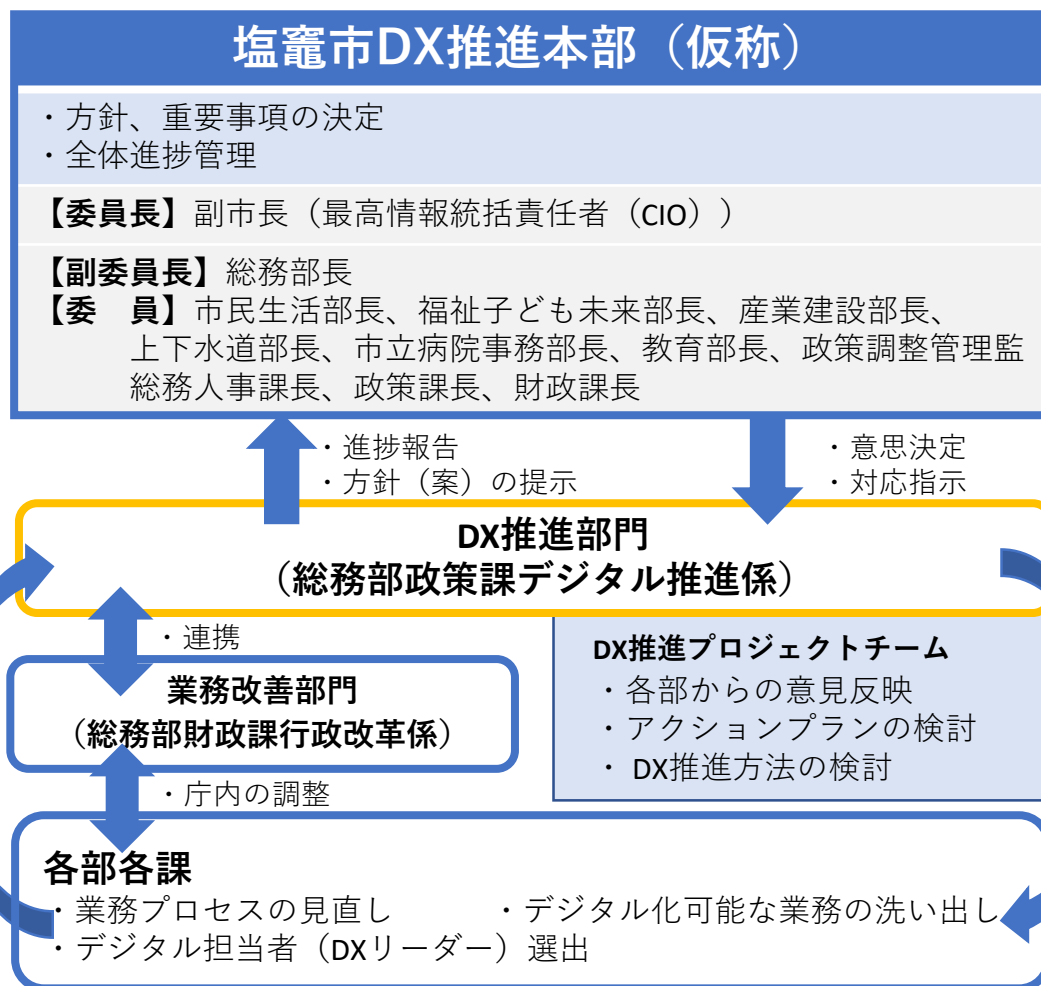 塩竈市DX推進本部（仮称）
・方針、重要事項の決定
・全体進捗管理
【委員長】副市長（最高情報統括責任者（CIO））
【副委員長】総務部長
【委　員】市民生活部長、福祉子ども未来部長、産業建設部長、
上下水道部長、市立病院事務部長、教育部長、政策調整管理監
総務人事課長、政策課長、財政課長
・進捗報告
・方針（案）の提示
・意思決定
・対応指示
DX推進部門
（総務部政策課デジタル推進係）
・連携
業務改善部門
（総務部財政課行政改革係）
DX推進プロジェクトチーム
・各部からの意見反映
・アクションプランの検討
・DX推進方法の検討
・庁内の調整
各部各課
・業務プロセスの見直し　　・デジタル化可能な業務の洗い出し
・デジタル担当者（DXリーダー）選出